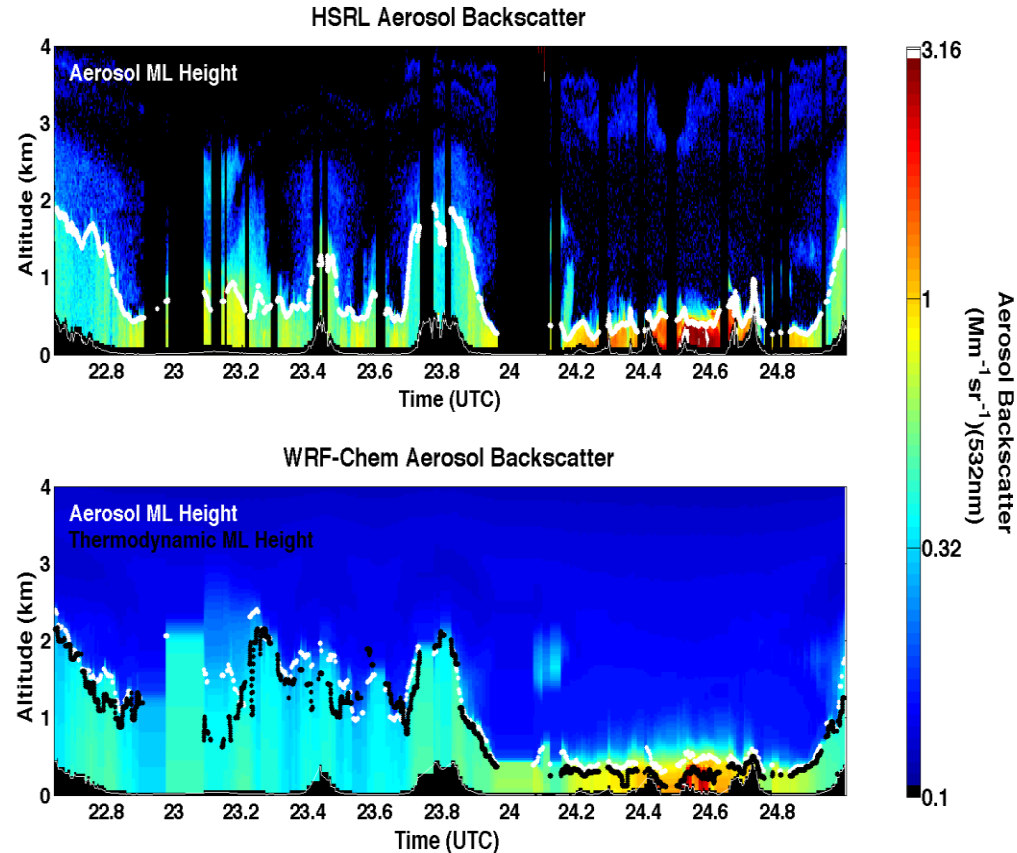 HSRL Aerosol Backscatter
Aerosol ML Height
Altitude (km)
4
3
2
1
0
22.8 23 23.2 23.4 23.6 23.8 24 24.2 24.4 24.6 24.8
Time (UTC)
WRF-Chem Aerosol Backscatter
Aerosol ML Height
Thermodynamic ML Height
Altitude (km)
4
3
2
1
0
22.8 23 23.2 23.4 23.6 23.8 24 24.2 24.4 24.6 24.8
Time (UTC)
3.16
1
0.32
0.1
Aerosol Backscatter
(Mm⁻¹ sr⁻¹)(532nm)